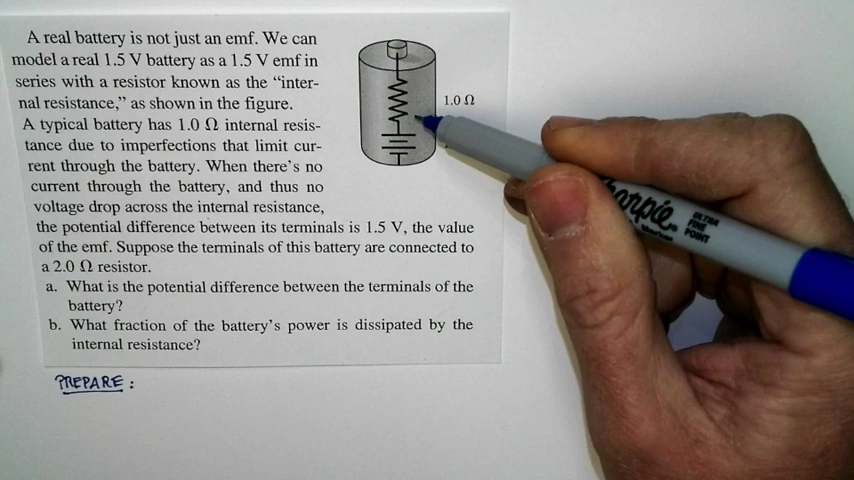 A real battery is not just an emf. We can
model a real 1.5 V battery as a 1.5 V emf in
series with a resistor known as the “inter-
nal resistance,” as shown in the figure.
A typical battery has 1.0 Ω internal resis-
tance due to imperfections that limit cur-
rent through the battery. When there’s no
current through the battery, and thus no
voltage drop across the internal resistance,
the potential difference between its terminals is 1.5 V, the value
of the emf. Suppose the terminals of this battery are connected to
a 2.0 Ω resistor.
a. What is the potential difference between the terminals of the
battery?
b. What fraction of the battery’s power is dissipated by the
internal resistance?
1.0 Ω
PREPARE:
Sharpie
ULTRA
FINE
POINT